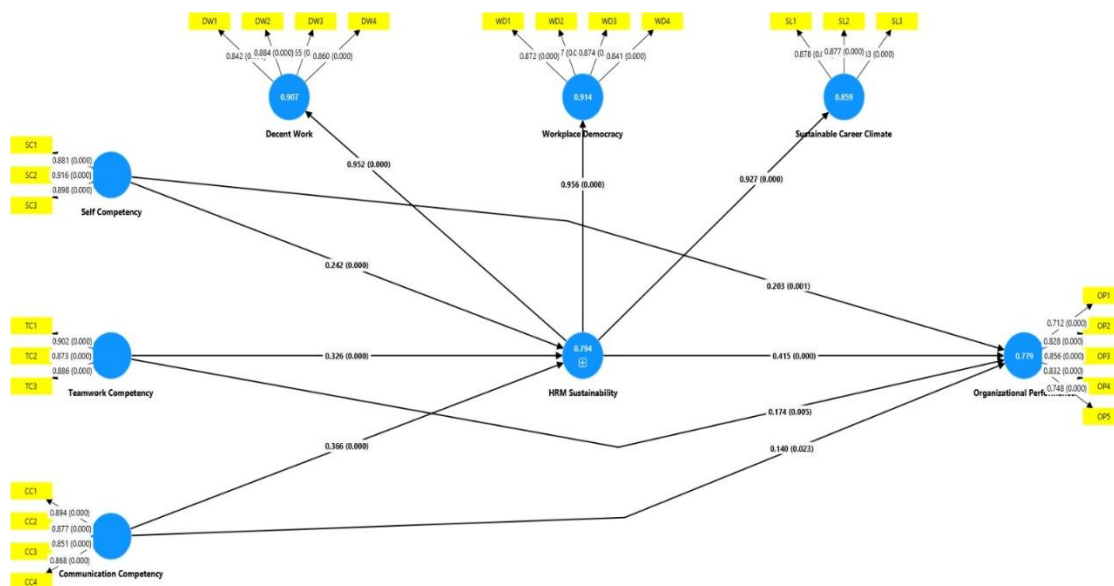 DW1 DW2 DW3 DW4
WD1 WD2 WD3 WD4
SL1 SL2 SL3
0.842
0.884 (0.000)
0.860 (0.000)
0.872 (0.000)
0.874
0.841 (0.000)
0.878
0.877 (0.000)
(0.000)
0.907
Decent Work
0.914
Workplace Democracy
0.859
Sustainable Career Climate
SC1
SC2
SC3
0.881 (0.000)
0.916 (0.000)
0.898 (0.000)
Self Competency
0.952 (0.000)
0.956 (0.000)
0.927 (0.000)
0.242 (0.000)
0.203 (0.001)
TC1
TC2
TC3
0.902 (0.000)
0.873 (0.000)
0.886 (0.000)
Teamwork Competency
0.326 (0.000)
0.794
HRM Sustainability
0.415 (0.000)
0.779
Organizational
OP1
OP2
OP3
OP4
OP5
0.712 (0.000)
0.828 (0.000)
0.856 (0.000)
0.832 (0.000)
0.748 (0.000)
0.174 (0.005)
0.366 (0.000)
0.140 (0.023)
CC1
CC2
CC3
CC4
0.894 (0.000)
0.877 (0.000)
0.851 (0.000)
0.868 (0.000)
Communication Competency